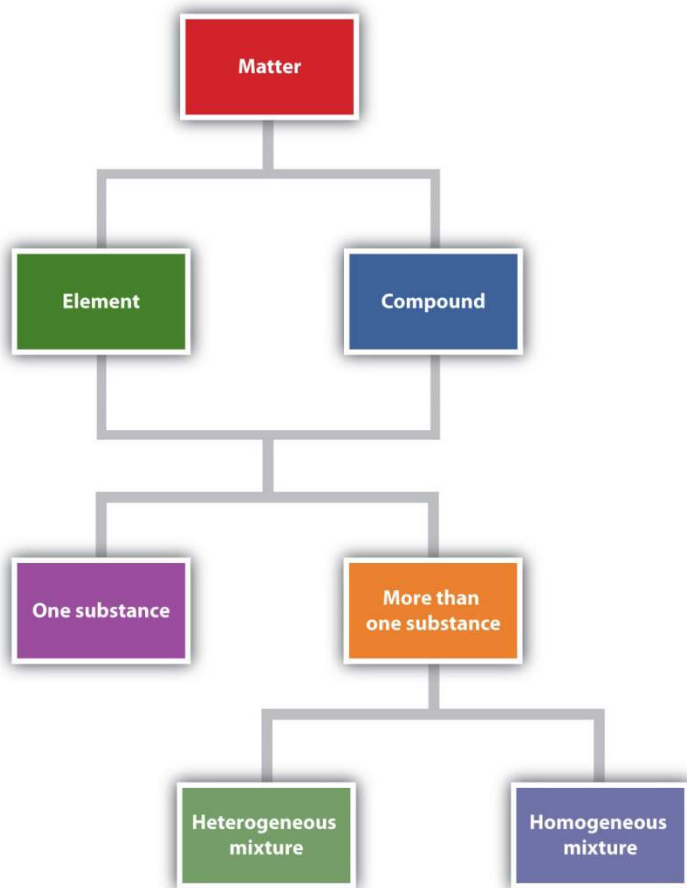 Matter
Element
Compound
One substance
More than
one substance
Heterogeneous
mixture
Homogeneous
mixture